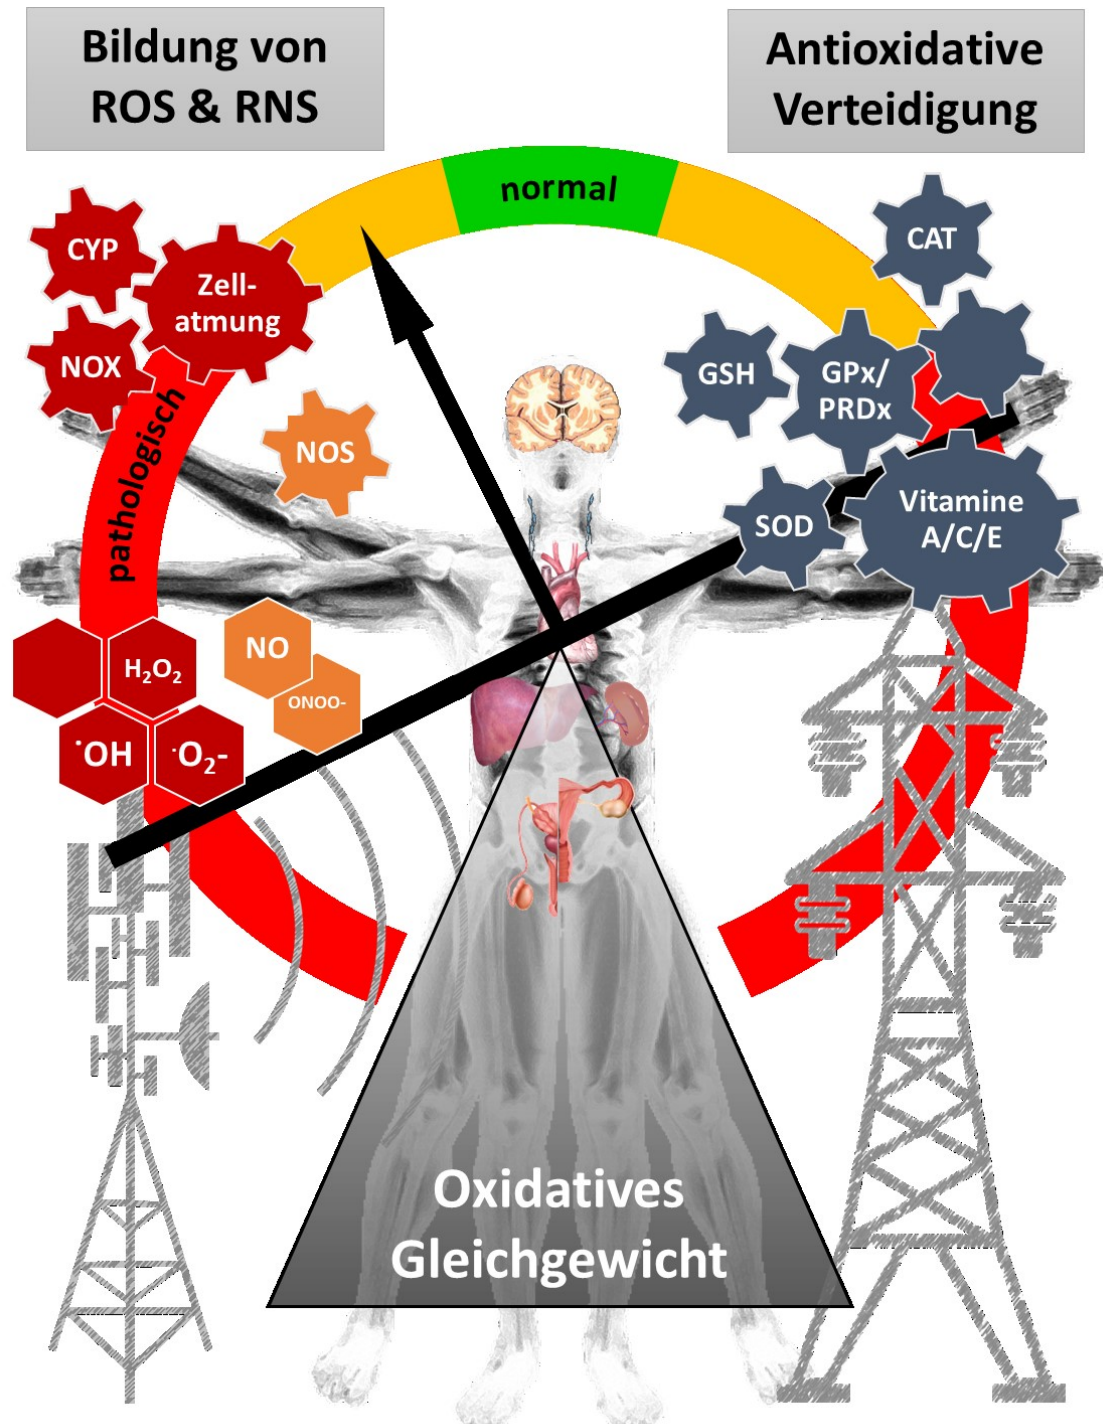 Bildung von
ROS & RNS
Antioxidative
Verteidigung
normal
pathologisch
CYP
Zell-
atmung
NOX
NOS
CAT
GSH
GPx/
PRDx
SOD
Vitamine
A/C/E
H₂O₂
˙OH
·O₂-
NO
ONOO-
Oxidatives
Gleichgewicht